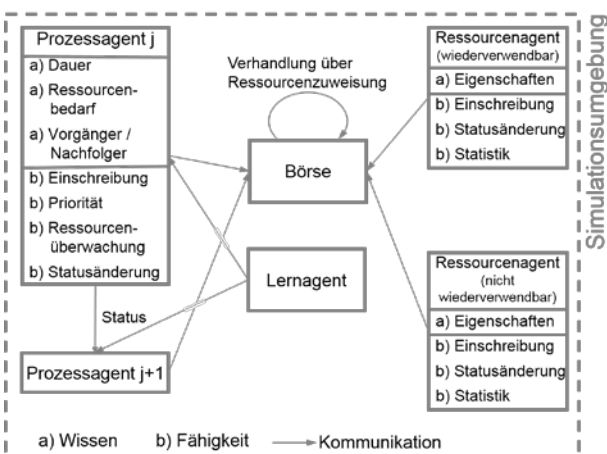 Prozessagent j
a) Dauer
a) Ressourcen-
bedarf
a) Vorgänger /
Nachfolger
b) Einschreibung
b) Priorität
b) Ressourcen-
überwachung
b) Statusänderung
Status
Prozessagent j+1
Verhandlung über
Ressourcenzuweisung
Börse
Lernagent
Ressourcenagent
(wiederverwendbar)
a) Eigenschaften
b) Einschreibung
b) Statusänderung
b) Statistik
Ressourcenagent
(nicht
wiederverwendbar)
a) Eigenschaften
b) Einschreibung
b) Statusänderung
b) Statistik
Simulationsumgebung
a) Wissen b) Fähigkeit Kommunikation